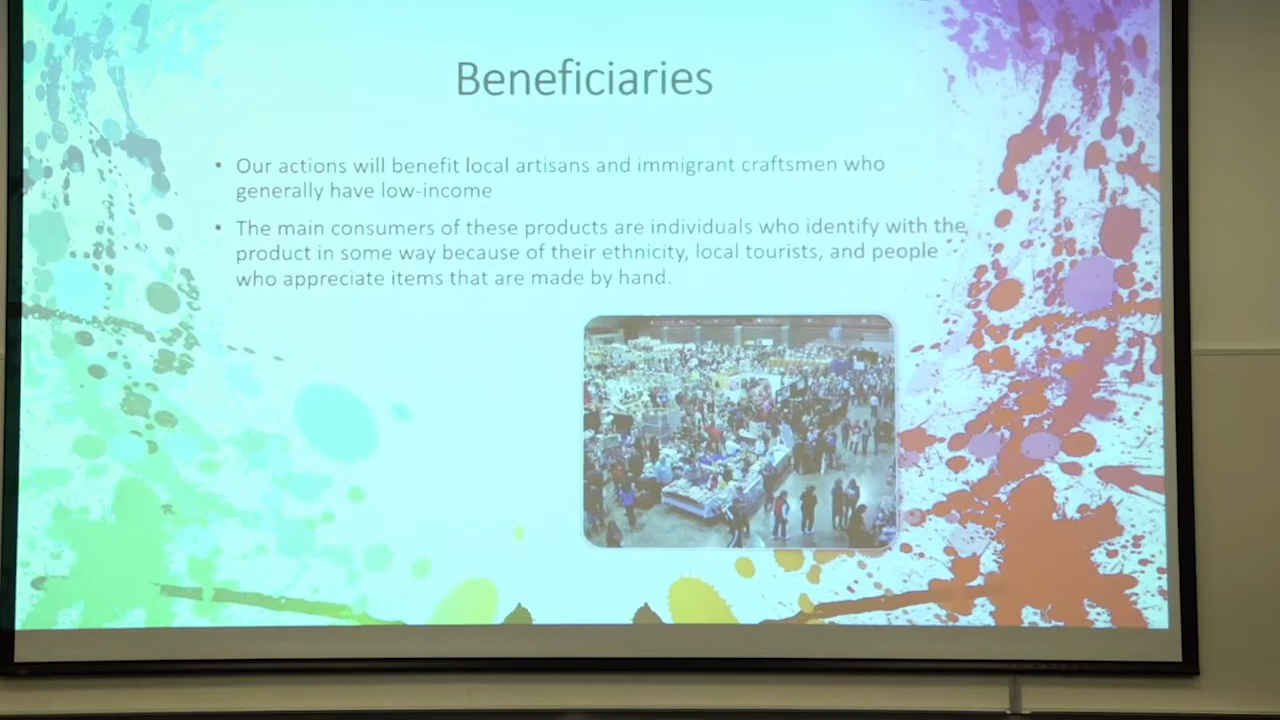 Beneficiaries
• Our actions will benefit local artisans and immigrant craftsmen who
generally have low-income
• The main consumers of these products are individuals who identify with the
product in some way because of their ethnicity, local tourists, and people
who appreciate items that are made by hand.